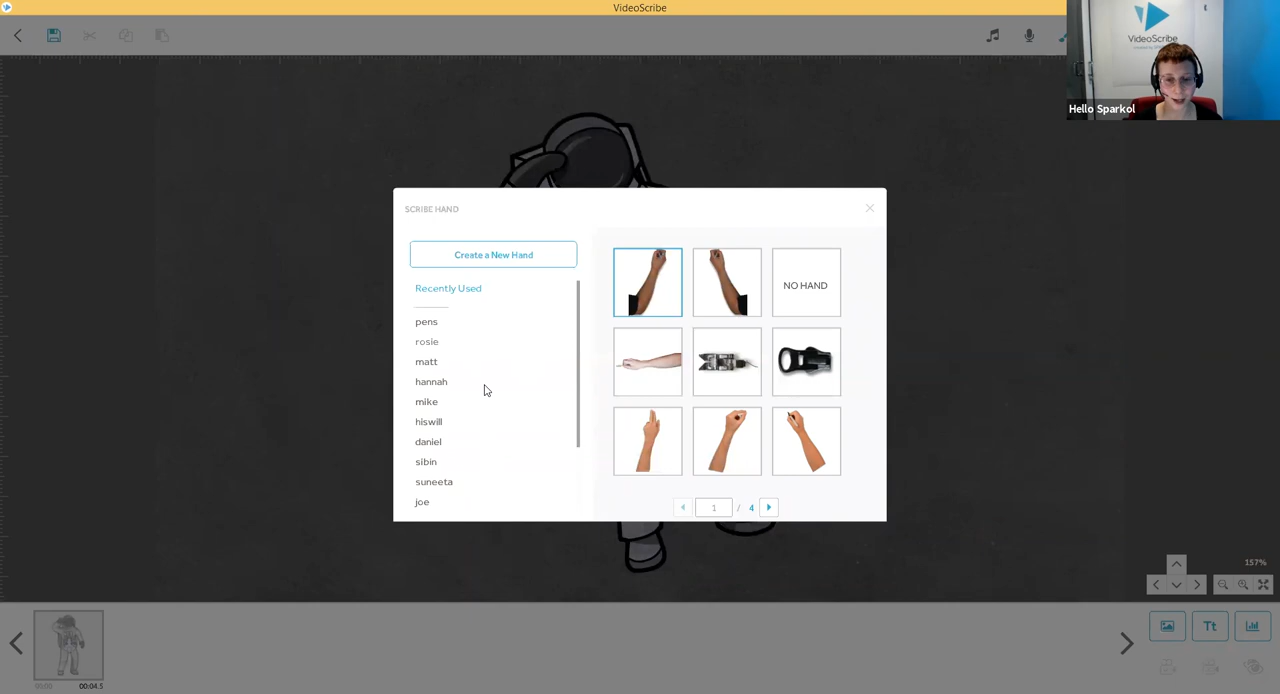 VideoScribe
VideoScribe
Hello Sparkol
SCRIBE HAND
Create a New Hand
Recently Used
pens
rosie
matt
hannah
mike
hiswill
daniel
sibin
suneeta
joe
NO HAND
1 / 4
157%
Tt
00:00 00:04.5